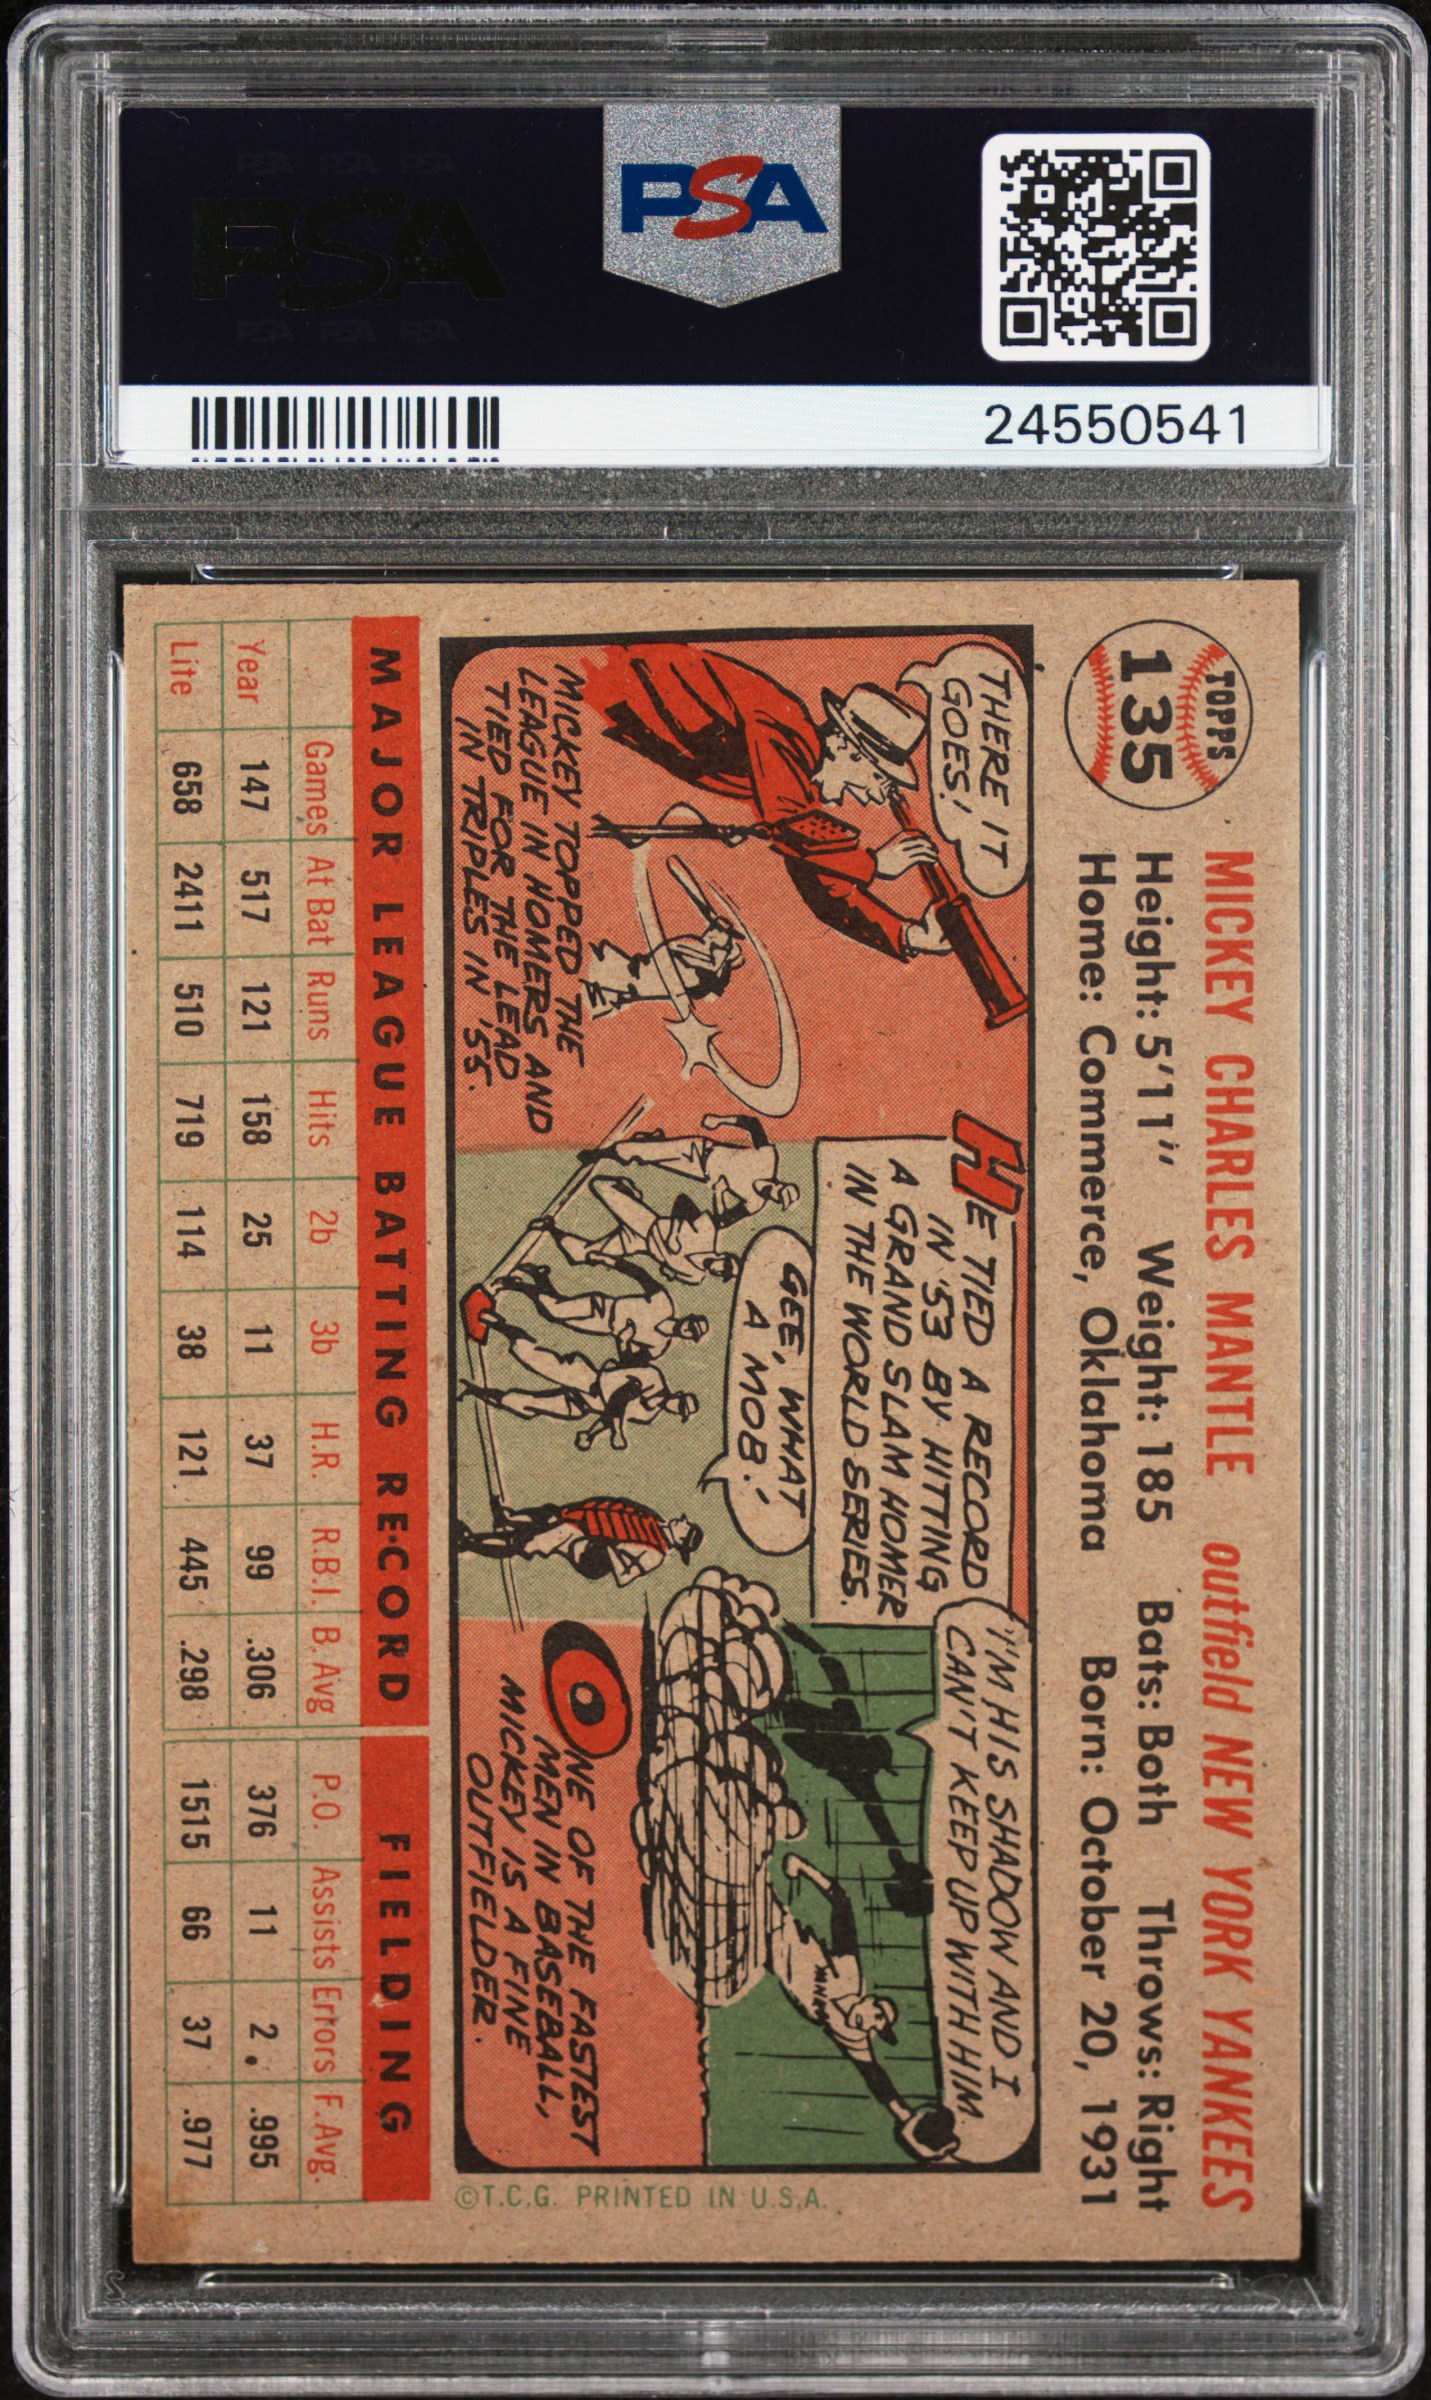 PSA
PSA
24550541
TOPPS
135
MICKEY CHARLES MANTLE outfield NEW YORK YANKEES
Height: 5'11" Weight: 185 Bats: Both Throws: Right
Home: Commerce, Oklahoma Born: October 20, 1931
THERE IT
GOES!
MICKEY TOPPED THE
LEAGUE IN HOMERS AND
TIED FOR THE LEAD
IN TRIPLES IN '55.
HE TIED A RECORD
IN '53 BY HITTING
A GRAND SLAM HOMER
IN THE WORLD SERIES.
GEE, WHAT
A MOB!
I'M HIS SHADOW AND I
CAN'T KEEP UP WITH HIM
ONE OF THE FASTEST
MEN IN BASEBALL,
MICKEY IS A FINE
OUTFIELDER.
©T.C.G. PRINTED IN U.S.A.
MAJOR LEAGUE BATTING RECORD FIELDING
Games At Bat Runs Hits 2b 3b H.R. R.B.I. B. Avg P.O. Assists Errors F. Avg.
Year 147 517 121 158 25 11 37 99 .306 376 11 2 .995
Life 658 2411 510 719 114 38 121 445 .298 1515 66 37 .977